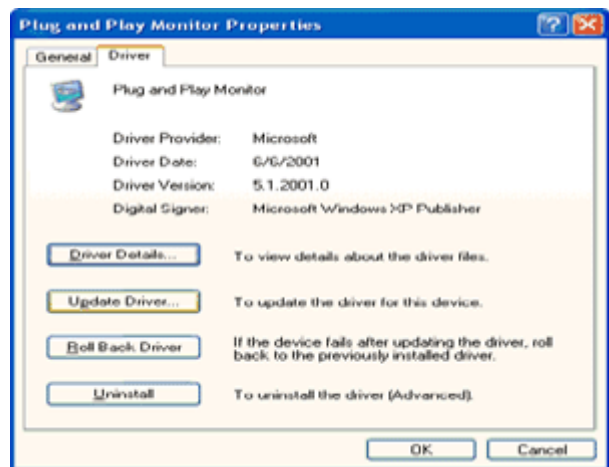 Plug and Play Monitor Properties
General Driver
Plug and Play Monitor
Driver Provider: Microsoft
Driver Date: 6/6/2001
Driver Version: 5.1.2001.0
Digital Signer: Microsoft Windows XP Publisher
Driver Details... To view details about the driver files.
Update Driver... To update the driver for this device.
Roll Back Driver If the device fails after updating the driver, roll
back to the previously installed driver.
Uninstall To uninstall the driver (Advanced).
OK Cancel